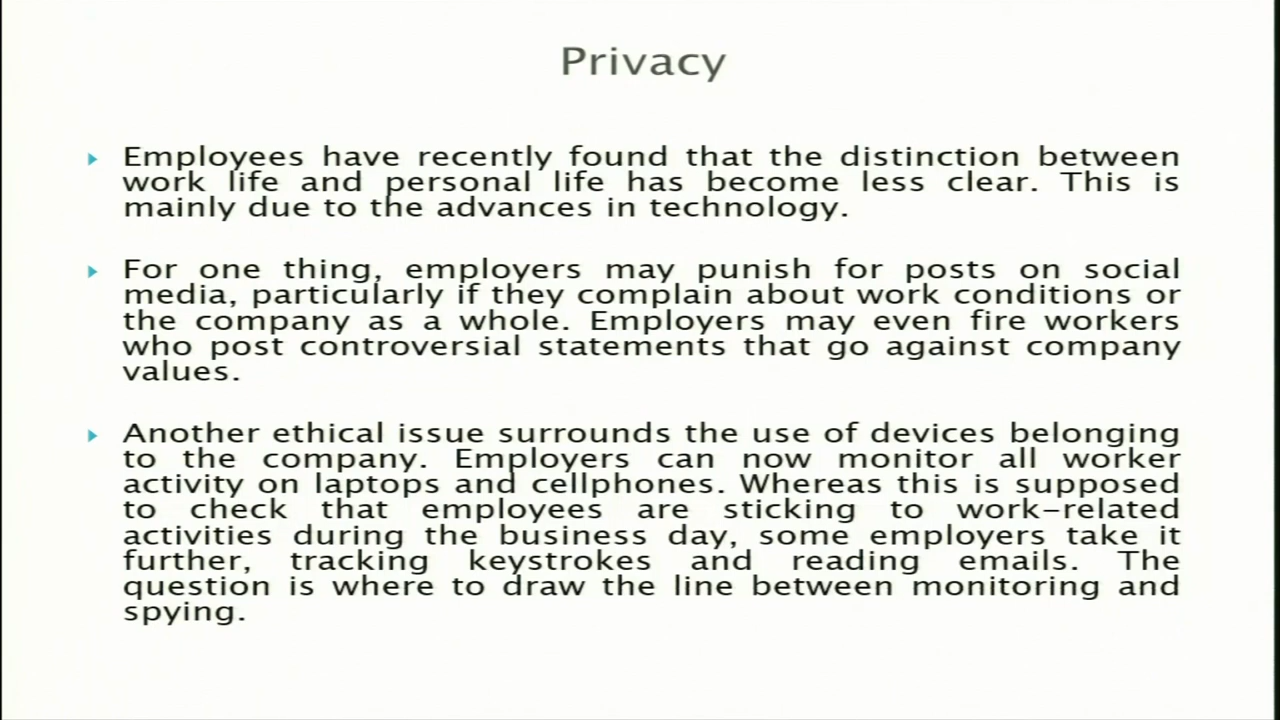 Privacy
Employees have recently found that the distinction between
work life and personal life has become less clear. This is
mainly due to the advances in technology.
For one thing, employers may punish for posts on social
media, particularly if they complain about work conditions or
the company as a whole. Employers may even fire workers
who post controversial statements that go against company
values.
Another ethical issue surrounds the use of devices belonging
to the company. Employers can now monitor all worker
activity on laptops and cellphones. Whereas this is supposed
to check that employees are sticking to work-related
activities during the business day, some employers take it
further, tracking keystrokes and reading emails. The
question is where to draw the line between monitoring and
spying.